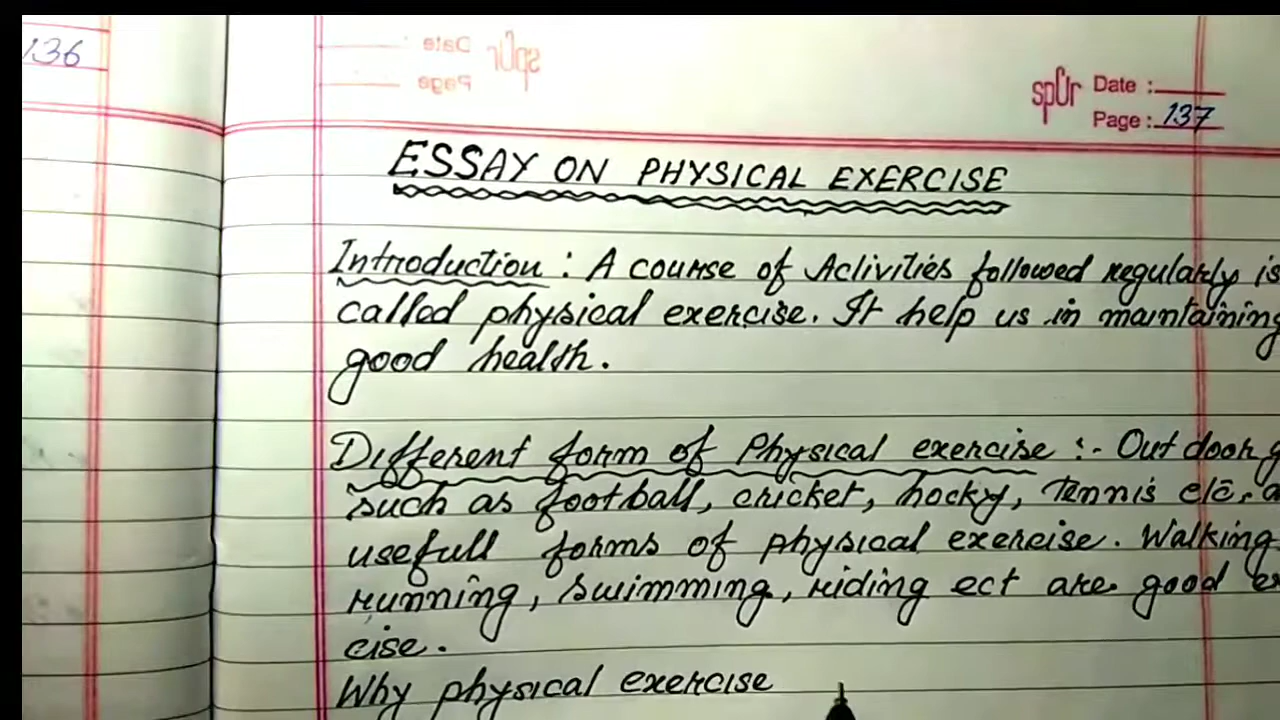 136
Date
Page
spUr
spUr
Date :
Page : 137
ESSAY ON PHYSICAL EXERCISE
Introduction : A course of Activities followed regularly is
called physical exercise. It help us in maintaining
good health.
Different form of Physical exercise :- Out door g
such as football, cricket, hocky, Tennis etc. a
usefull forms of physical exercise. Walking
running, swimming, riding ect are good ex
cise.
Why physical exercise